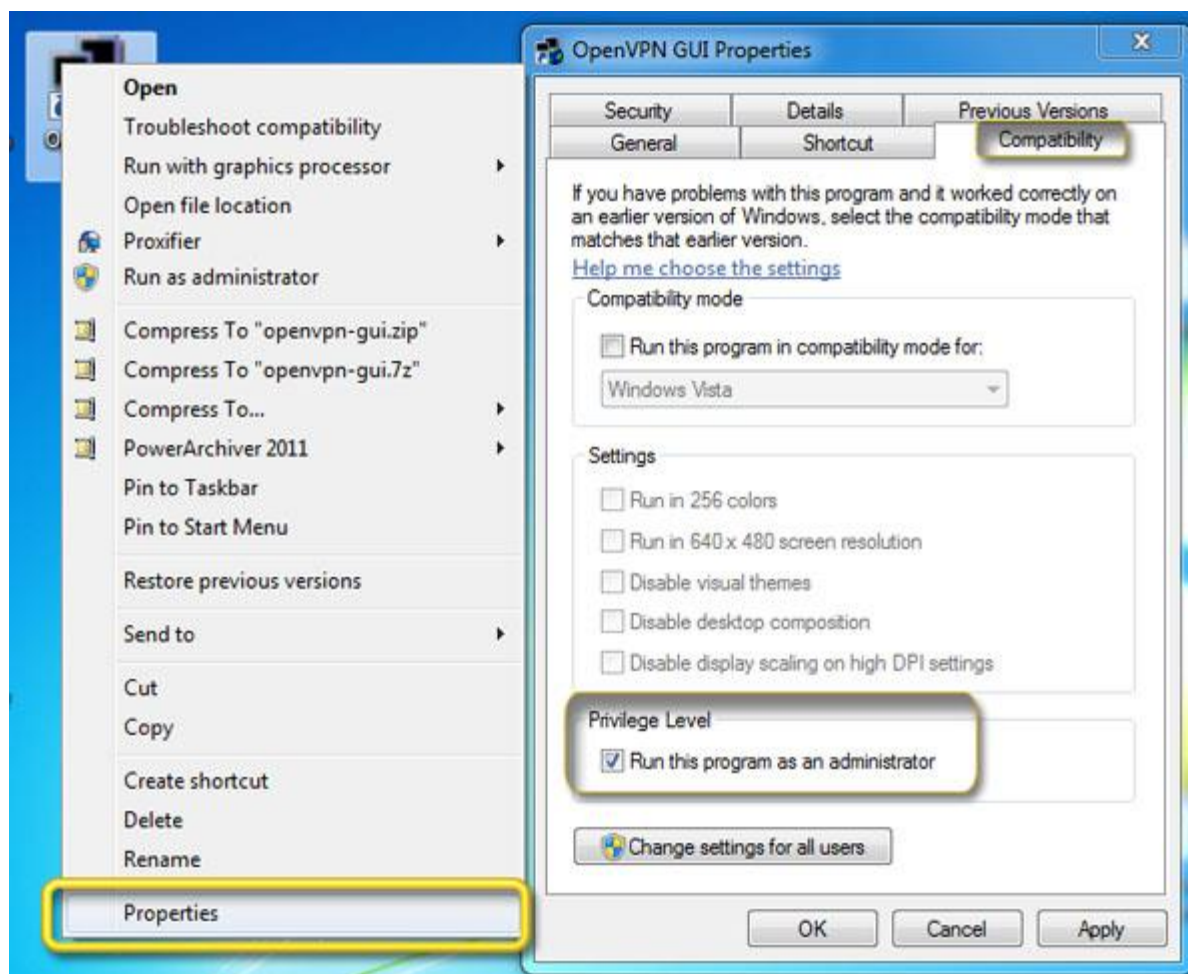 Open
Troubleshoot compatibility
Run with graphics processor
Open file location
Proxifier
Run as administrator
Compress To "openvpn-gui.zip"
Compress To "openvpn-gui.7z"
Compress To...
PowerArchiver 2011
Pin to Taskbar
Pin to Start Menu
Restore previous versions
Send to
Cut
Copy
Create shortcut
Delete
Rename
Properties
OpenVPN GUI Properties
Security Details Previous Versions
General Shortcut Compatibility
If you have problems with this program and it worked correctly on
an earlier version of Windows, select the compatibility mode that
matches that earlier version.
Help me choose the settings
Compatibility mode
Run this program in compatibility mode for:
Windows Vista
Settings
Run in 256 colors
Run in 640 x 480 screen resolution
Disable visual themes
Disable desktop composition
Disable display scaling on high DPI settings
Privilege Level
Run this program as an administrator
Change settings for all users
OK Cancel Apply